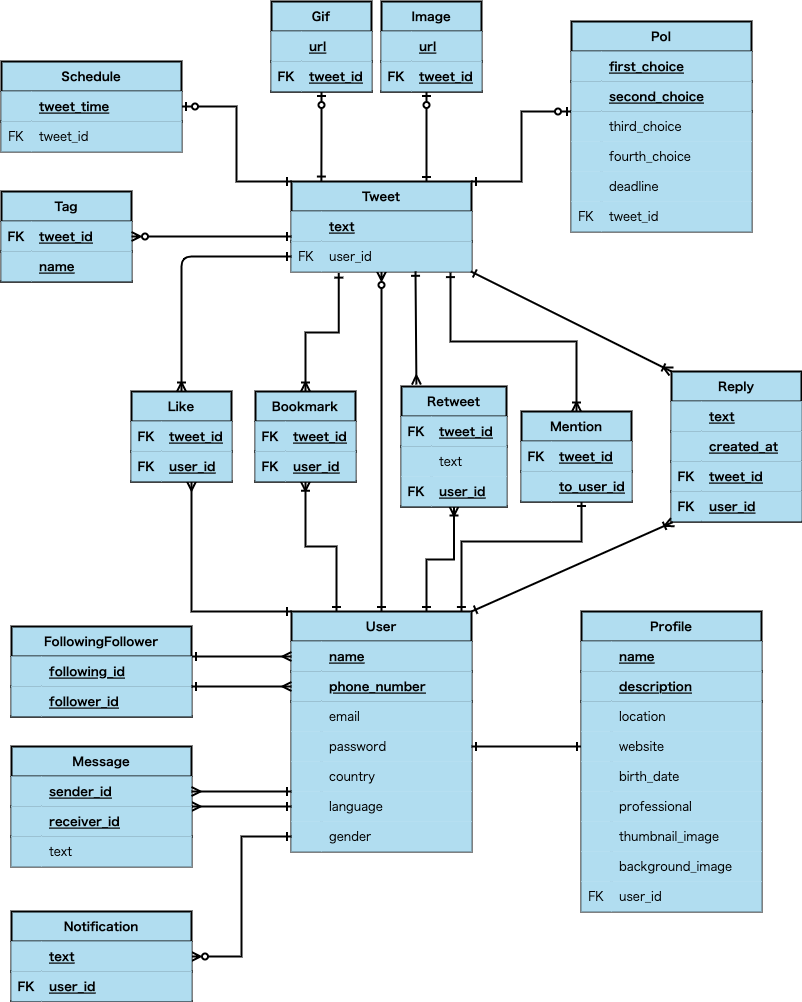 Gif
url
FK tweet_id
Image
url
FK tweet_id
Pol
first_choice
second_choice
third_choice
fourth_choice
deadline
FK tweet_id
Schedule
tweet_time
FK tweet_id
Tag
FK tweet_id
name
Tweet
text
FK user_id
Like
FK tweet_id
FK user_id
Bookmark
FK tweet_id
FK user_id
Retweet
FK tweet_id
text
FK user_id
Mention
FK tweet_id
to_user_id
Reply
text
created_at
FK tweet_id
FK user_id
FollowingFollower
following_id
follower_id
User
name
phone_number
email
password
country
language
gender
Profile
name
description
location
website
birth_date
professional
thumbnail_image
background_image
FK user_id
Message
sender_id
receiver_id
text
Notification
text
FK user_id